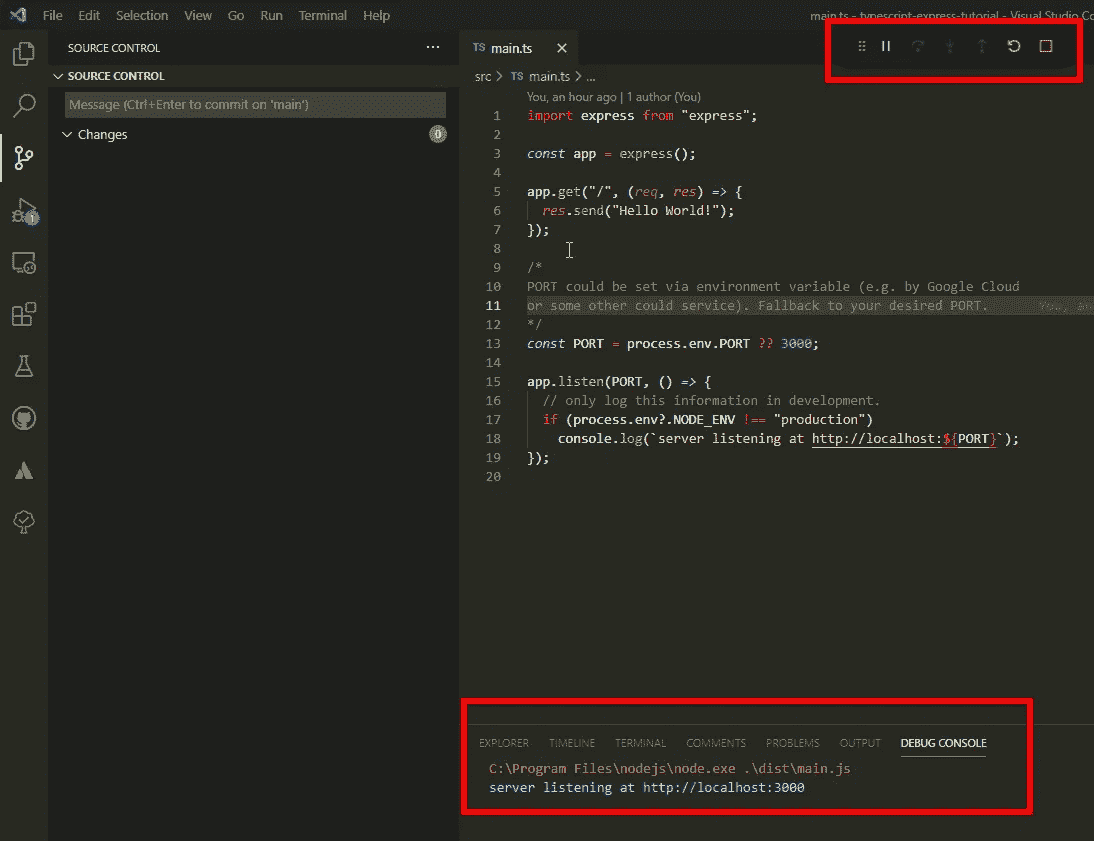 File Edit Selection View Go Run Terminal Help
main.ts - typescript-express-tutorial - Visual Studio Co
SOURCE CONTROL ...
SOURCE CONTROL
Message (Ctrl+Enter to commit on 'main')
Changes 0
1
TS main.ts
src > TS main.ts > ...
You, an hour ago | 1 author (You)
1 import express from "express";
2
3 const app = express();
4
5 app.get("/", (req, res) => {
6 res.send("Hello World!");
7 });
8
9 /*
10 PORT could be set via environment variable (e.g. by Google Cloud
11 or some other could service). Fallback to your desired PORT. You, an
12 */
13 const PORT = process.env.PORT ?? 3000;
14
15 app.listen(PORT, () => {
16 // only log this information in development.
17 if (process.env?.NODE_ENV !== "production")
18 console.log(`server listening at http://localhost:${PORT}`);
19 });
20
EXPLORER TIMELINE TERMINAL COMMENTS PROBLEMS OUTPUT DEBUG CONSOLE
C:\Program Files\nodejs\node.exe .\dist\main.js
server listening at http://localhost:3000